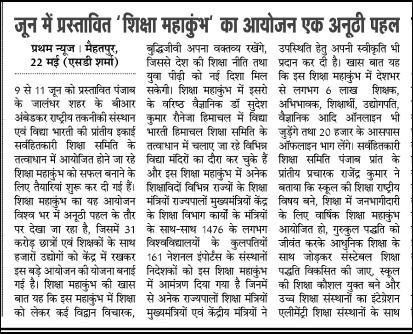 जून में प्रस्तावित 'शिक्षा महाकुंभ' का आयोजन एक अनूठी पहल
प्रथम न्यूज : मैहतपुर,
22 मई (एसडी शर्मा)
9 से 11 जून को प्रस्तावित पंजाब
के जालंधर शहर के बीआर
अंबेडकर राष्ट्रीय तकनीकी संस्थान
एवं विद्या भारती की प्रांतीय इकाई
सर्वहितकारी शिक्षा समिति के
तत्वाधान में आयोजित होने जा रहे
शिक्षा महाकुंभ को सफल बनाने के
लिए तैयारियां शुरू कर दी गई हैं।
शिक्षा महाकुंभ का यह आयोजन
विश्व भर में अनूठी पहल के तौर
पर देखा जा रहा है, जिसमें 31
करोड़ छात्रों एवं शिक्षकों के साथ
हजारों उद्योगों को केंद्र में रखकर
इस बड़े आयोजन की योजना बनाई
गई है। शिक्षा महाकुंभ की खास
बात यह कि इस महाकुंभ में शिक्षा
को लेकर कई विद्वान विचारक,
बुद्धिजीवी अपना वक्तव्य रखेंगे,
जिससे देश की शिक्षा नीति तथा
युवा पीढ़ी को नई दिशा मिल
सकेगी। शिक्षा महाकुंभ में इसरो
के वरिष्ठ वैज्ञानिक डॉ सुदेश
कुमार रौनेजा हिमाचल में विद्या
भारती हिमाचल शिक्षा समिति के
तत्वाधान में चलाए जा रहे विभिन्न
विद्या मंदिरों का दौरा कर चुके हैं
और इस शिक्षा महाकुंभ में अनेक
शिक्षाविदों विभिन्न राज्यों के शिक्षा
मंत्रियों राज्यपालों मुख्यमंत्रियों केंद्र
के शिक्षा विभाग कार्यो के मंत्रियों
के साथ-साथ 1476 के लगभग
विश्वविद्यालयों के कुलपतियों
161 नेशनल इंपोर्टेंस के संस्थानों
निदेशकों को इस शिक्षा महाकुंभ
में आमंत्रण दिया गया है जिनमें
से अनेक राज्यपालों शिक्षा मंत्रियों
मुख्यमंत्रियों एवं केंद्रीय मंत्रियों ने
उपस्थिति हेतु अपनी स्वीकृति भी
प्रदान कर दी है। खास बात यह
कि इस शिक्षा महाकुंभ में देशभर
से लगभग 6 लाख शिक्षक,
अभिभावक, शिक्षार्थी, उद्योगपति,
वैज्ञानिक आदि ऑनलाइन भी
जुड़ेंगे तथा 20 हजार के आसपास
ऑफलाइन भाग लेंगे। सर्वहितकारी
शिक्षा समिति पंजाब प्रांत के
प्रांतीय प्रचारक राजेंद्र कुमार ने
बताया कि स्कूल की शिक्षा राष्ट्रीय
विषय बने, शिक्षा में जनभागीदारी
के लिए वार्षिक शिक्षा महाकुंभ
आयोजित हो, गुरुकुल पद्धति को
जीवंत करके आधुनिक शिक्षा के
साथ जोड़कर संस्टेबल शिक्षा
पद्धति विकसित की जाए, स्कूल
की शिक्षा कौशल युक्त बने और
उच्च शिक्षा संस्थानों का इंटेग्रेशन
एलीमेंट्री शिक्षा संस्थानों के साथ